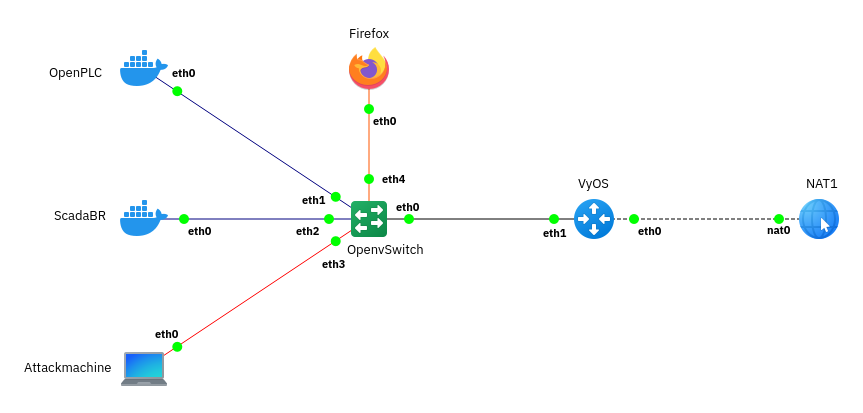 Firefox
OpenPLC
eth0
eth0
eth4
VyOS
NAT1
eth1
eth0
ScadaBR
eth0
eth2
eth1
eth0
nat0
OpenvSwitch
eth3
eth0
Attackmachine